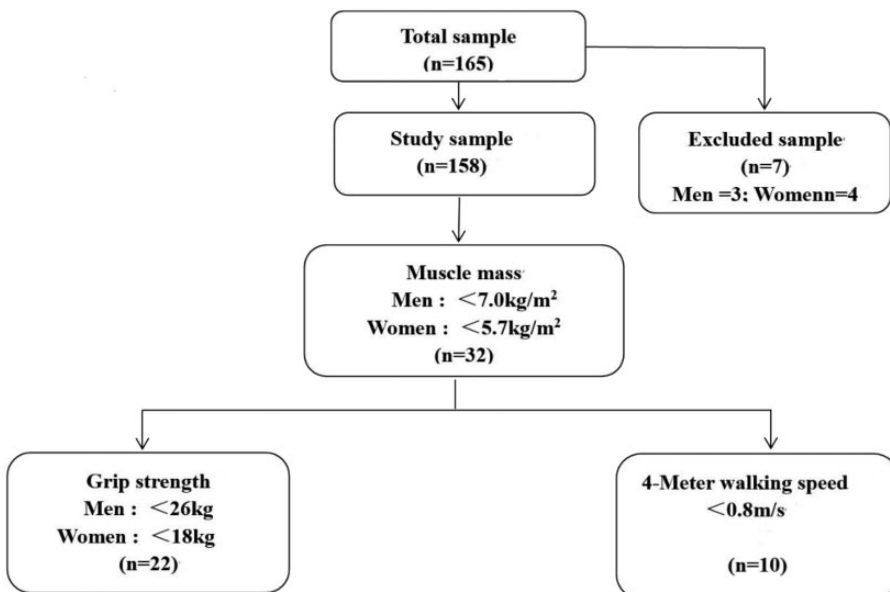 Total sample
(n=165)
Study sample
(n=158)
Excluded sample
(n=7)
Men =3; Womenn=4
Muscle mass
Men : <7.0kg/m²
Women : <5.7kg/m²
(n=32)
Grip strength
Men : <26kg
Women : <18kg
(n=22)
4-Meter walking speed
<0.8m/s
(n=10)